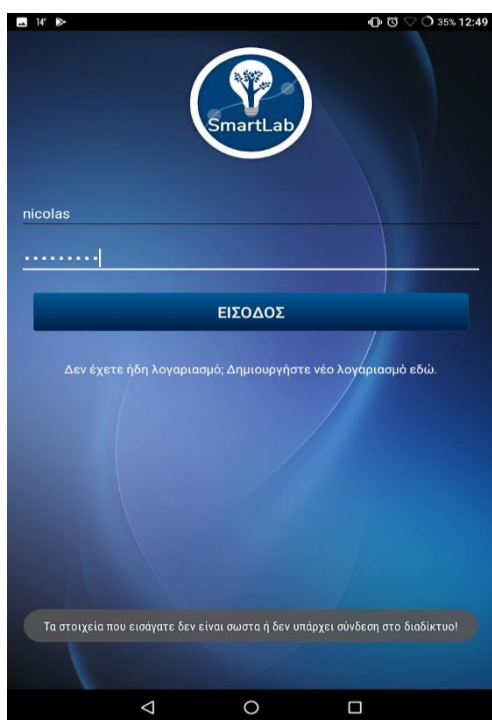 14° 35% 12:49
SmartLab
nicolas
ΕΙΣΟΔΟΣ
Δεν έχετε ήδη λογαριασμό; Δημιουργήστε νέο λογαριασμό εδώ.
Τα στοιχεία που εισάγατε δεν είναι σωστα ή δεν υπάρχει σύνδεση στο διαδίκτυο!